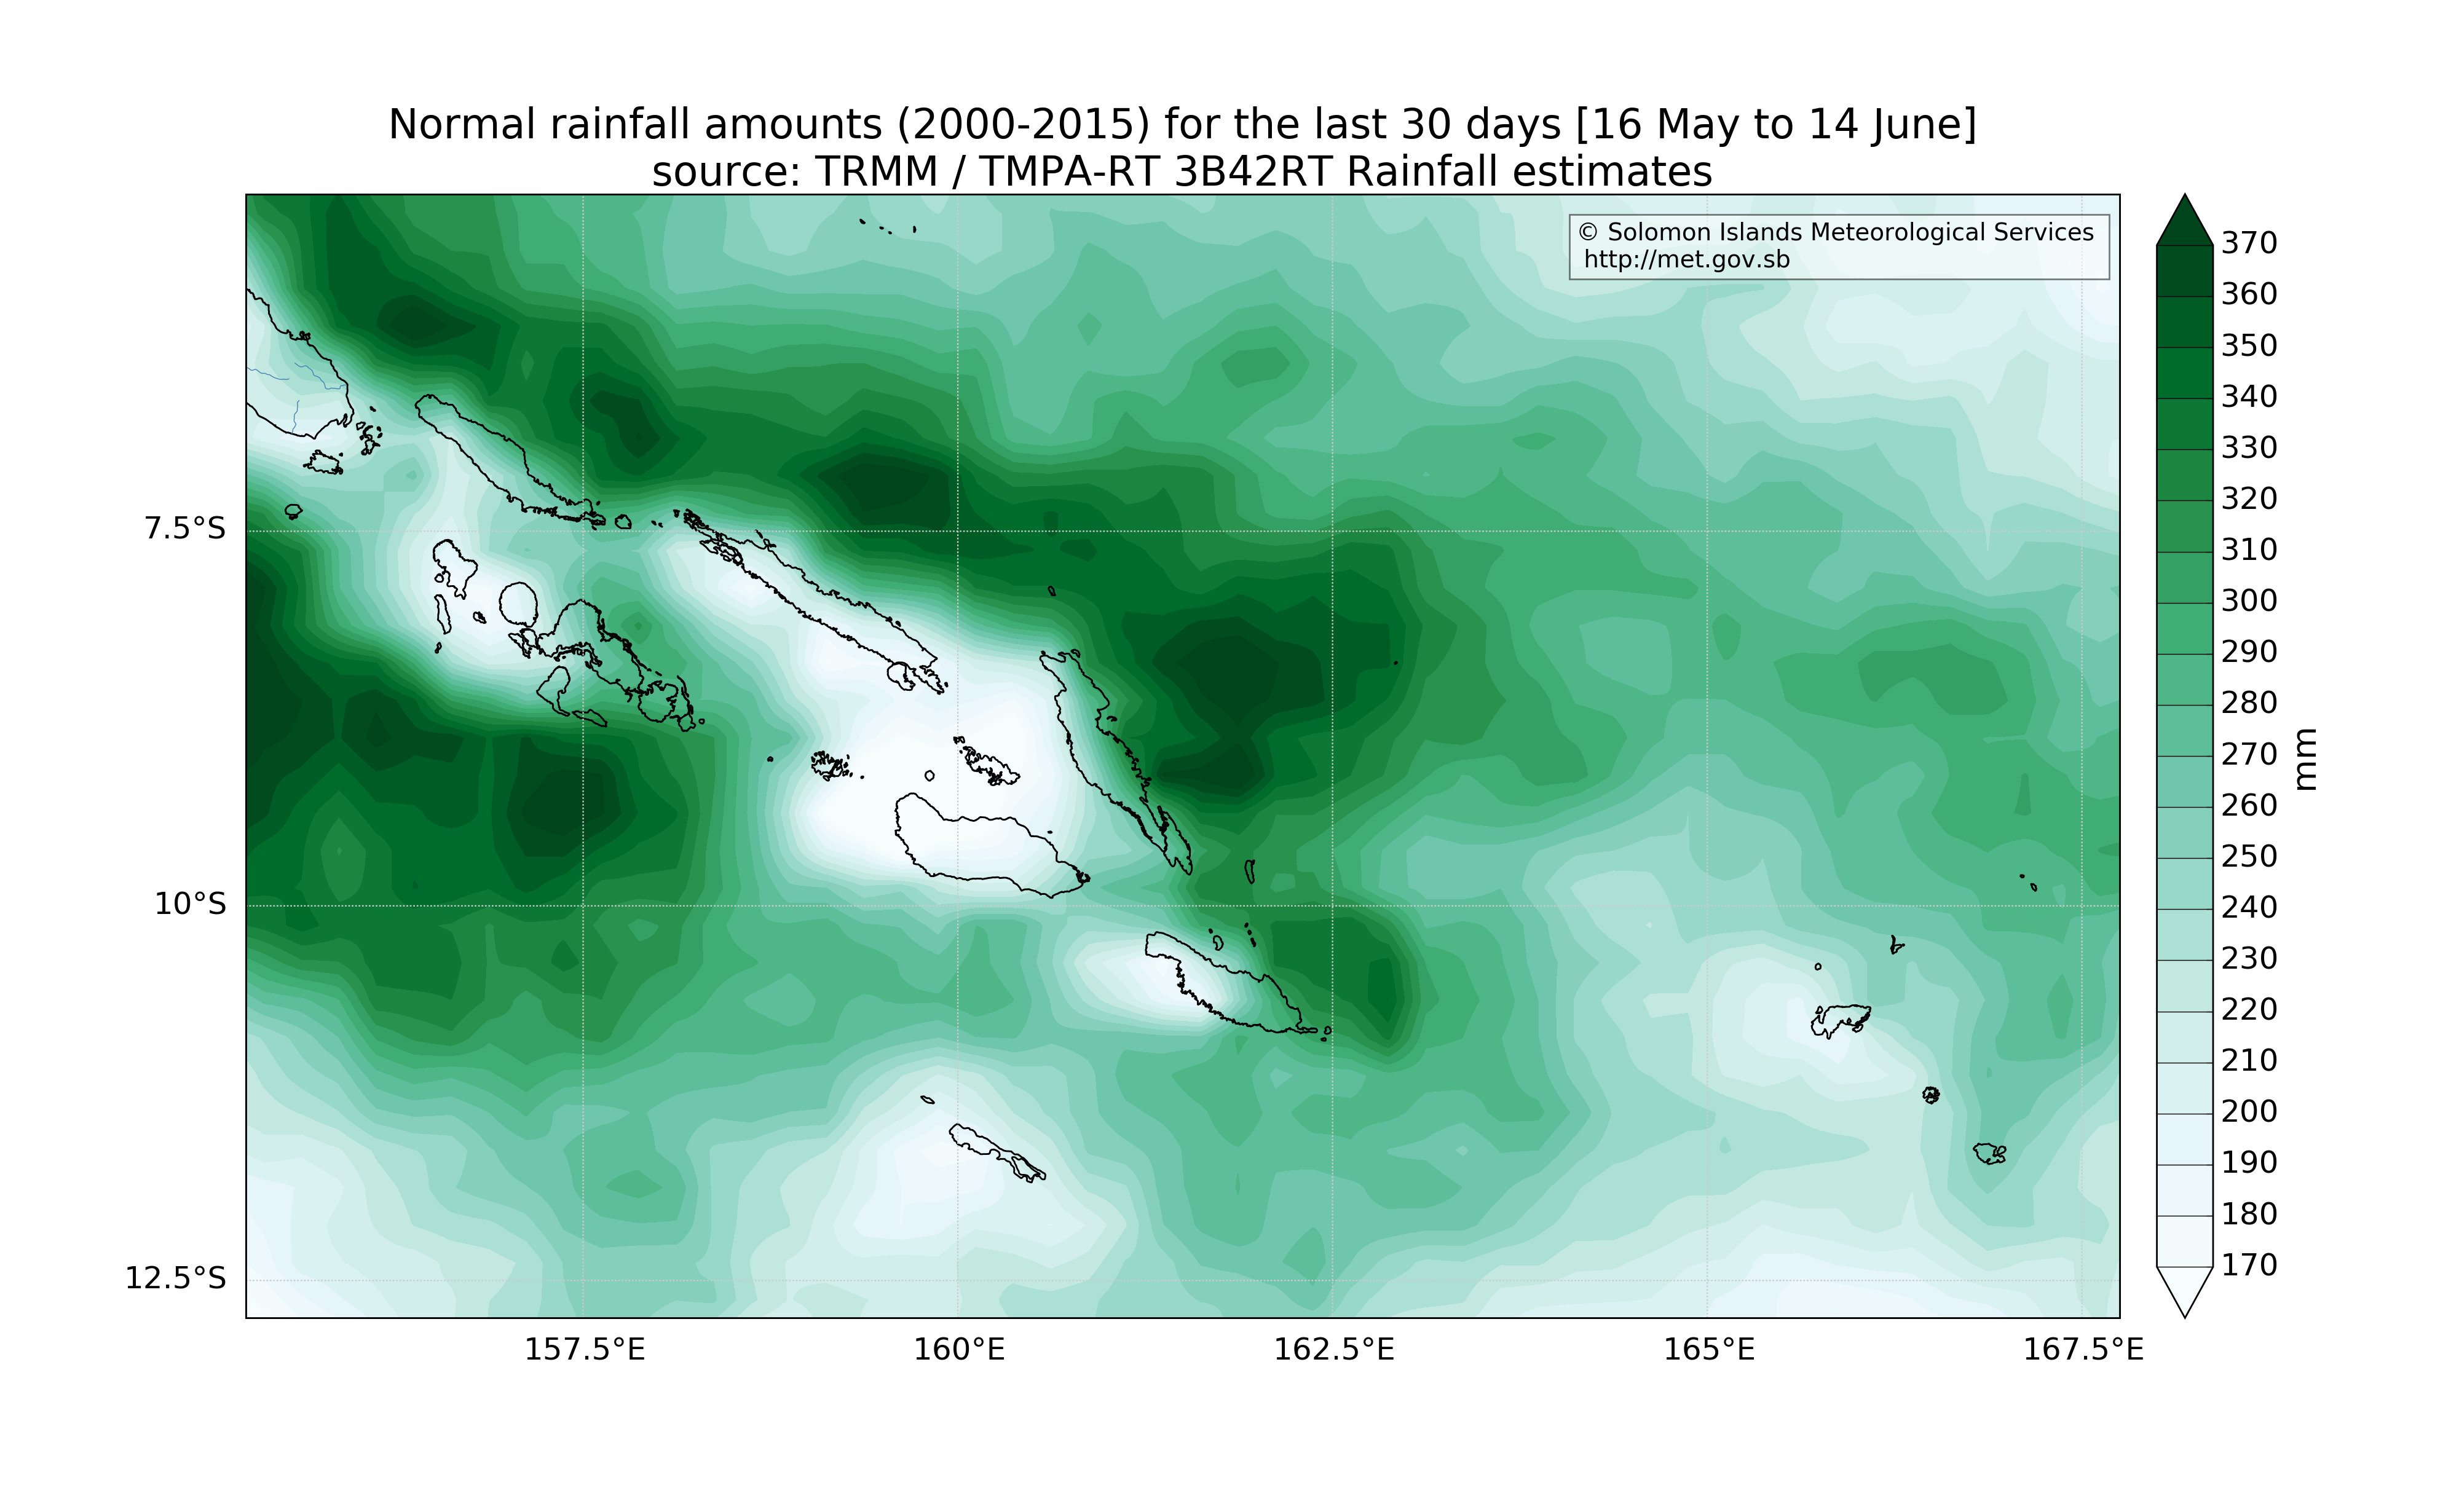 Normal rainfall amounts (2000-2015) for the last 30 days [16 May to 14 June]
source: TRMM / TMPA-RT 3B42RT Rainfall estimates
© Solomon Islands Meteorological Services
http://met.gov.sb
7.5°S
10°S
12.5°S
157.5°E
160°E
162.5°E
165°E
167.5°E
370
360
350
340
330
320
310
300
290
280
270
260
250
240
230
220
210
200
190
180
170
mm